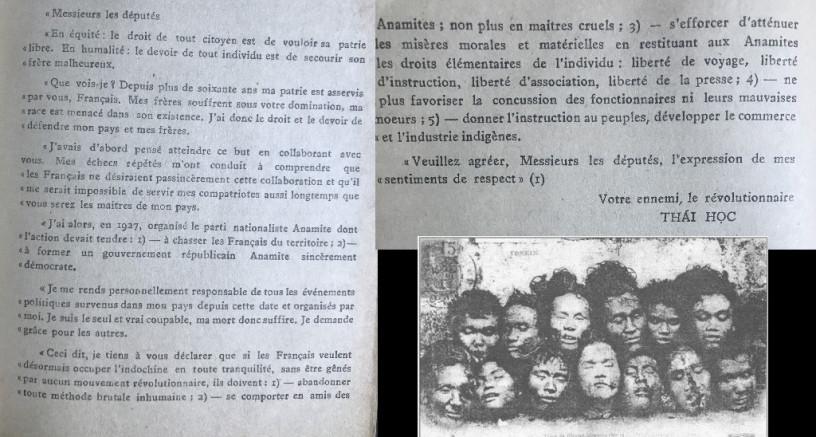 «Messieurs les députés
«En équité: le droit de tout citoyen est de vouloir sa patrie
«libre. En humalité: le devoir de tout individu est de secourir son
«frère malheureux.
«Que vois-je? Depuis plus de soixante ans ma patrie est asservis
«par vous, Français. Mes frères souffrent sous votre domination, ma
«race est menacé dans son existence. J'ai donc le droit et le devoir de
«défendre mon pays et mes frères.
«J'avais d'abord pensé atteindre ce but en collaborant avec
vous. Mes échecs répétés m'ont conduit à comprendre que
«les Français ne désiraient passincèrement cette collaboration et qu'il
«me serait impossible de servir mes compatriotes aussi longtemps que
«vous serez les maitres de mon pays.
«J'ai alors, en 1927, organisé le parti nationaliste Anamite dont
«l'action devait tendre: 1) — à chasser les Français du territoire; 2)—
«à former un gouvernement républicain Anamite sincèrement
«démocrate.
«Je me rends personnellement responsable de tous les événements
«politiques survenus dans mon pays depuis cette date et organisés par
«moi. Je suis le seul et vrai coupable, ma mort donc suffire. Je demande
«grâce pour les autres.
«Ceci dit, je tiens à vous déclarer que si les Français veulent
«désormais occuper l'indochine en toute tranquilité, sans être gênés
«par aucun mouvement révolutionnaire, ils doivent: 1) — abandonner
«toute méthode brutale inhumaine; 2) — se comporter en amis des
Anamites; non plus en maitres cruels; 3) — s'efforcer d'atténuer
les misères morales et matérielles en restituant aux Anamites
les droits élémentaires de l'individu: liberté de voyage, liberté
d'instruction, liberté d'association, liberté de la presse; 4) — ne
plus favoriser la concussion des fonctionnaires ni leurs mauvaises
noeurs; 5) — donner l'instruction au peuples, développer le commerce
«et l'industrie indigènes.
«Veuillez agréer, Messieurs les députés, l'expression de mes
«sentiments de respect» (1)
Votre ennemi, le révolutionnaire
THÁI HỌC
TONKIN